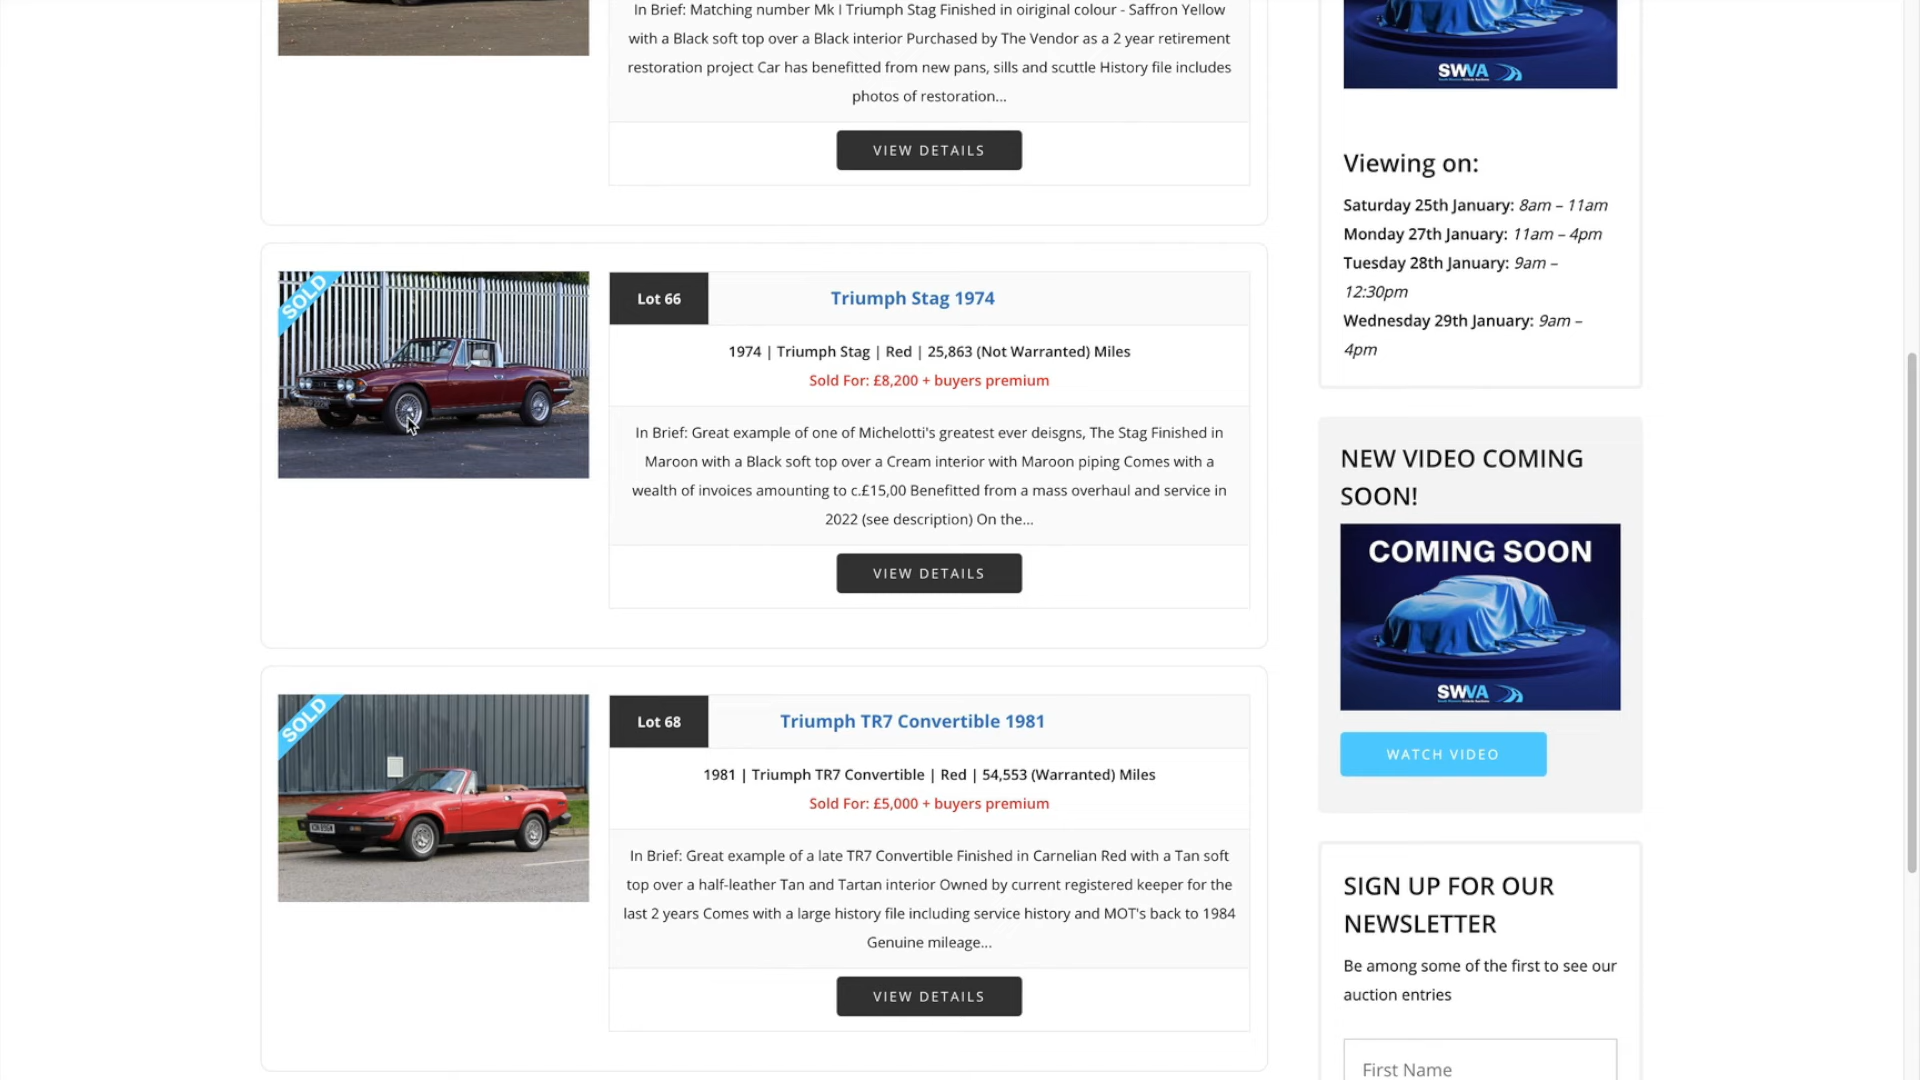 In Brief: Matching number Mk I Triumph Stag Finished in oiriginal colour - Saffron Yellow
with a Black soft top over a Black interior Purchased by The Vendor as a 2 year retirement
restoration project Car has benefitted from new pans, sills and scuttle History file includes
photos of restoration...
VIEW DETAILS
SOLD
Lot 66
Triumph Stag 1974
1974 | Triumph Stag | Red | 25,863 (Not Warranted) Miles
Sold For: £8,200 + buyers premium
In Brief: Great example of one of Michelotti's greatest ever deisgns, The Stag Finished in
Maroon with a Black soft top over a Cream interior with Maroon piping Comes with a
wealth of invoices amounting to c.£15,00 Benefitted from a mass overhaul and service in
2022 (see description) On the...
VIEW DETAILS
SOLD
Lot 68
Triumph TR7 Convertible 1981
1981 | Triumph TR7 Convertible | Red | 54,553 (Warranted) Miles
Sold For: £5,000 + buyers premium
In Brief: Great example of a late TR7 Convertible Finished in Carnelian Red with a Tan soft
top over a half-leather Tan and Tartan interior Owned by current registered keeper for the
last 2 years Comes with a large history file including service history and MOT's back to 1984
Genuine mileage...
VIEW DETAILS
SWVA
Viewing on:
Saturday 25th January: 8am – 11am
Monday 27th January: 11am – 4pm
Tuesday 28th January: 9am –
12:30pm
Wednesday 29th January: 9am –
4pm
NEW VIDEO COMING
SOON!
COMING SOON
SWVA
WATCH VIDEO
SIGN UP FOR OUR
NEWSLETTER
Be among some of the first to see our
auction entries
First Name